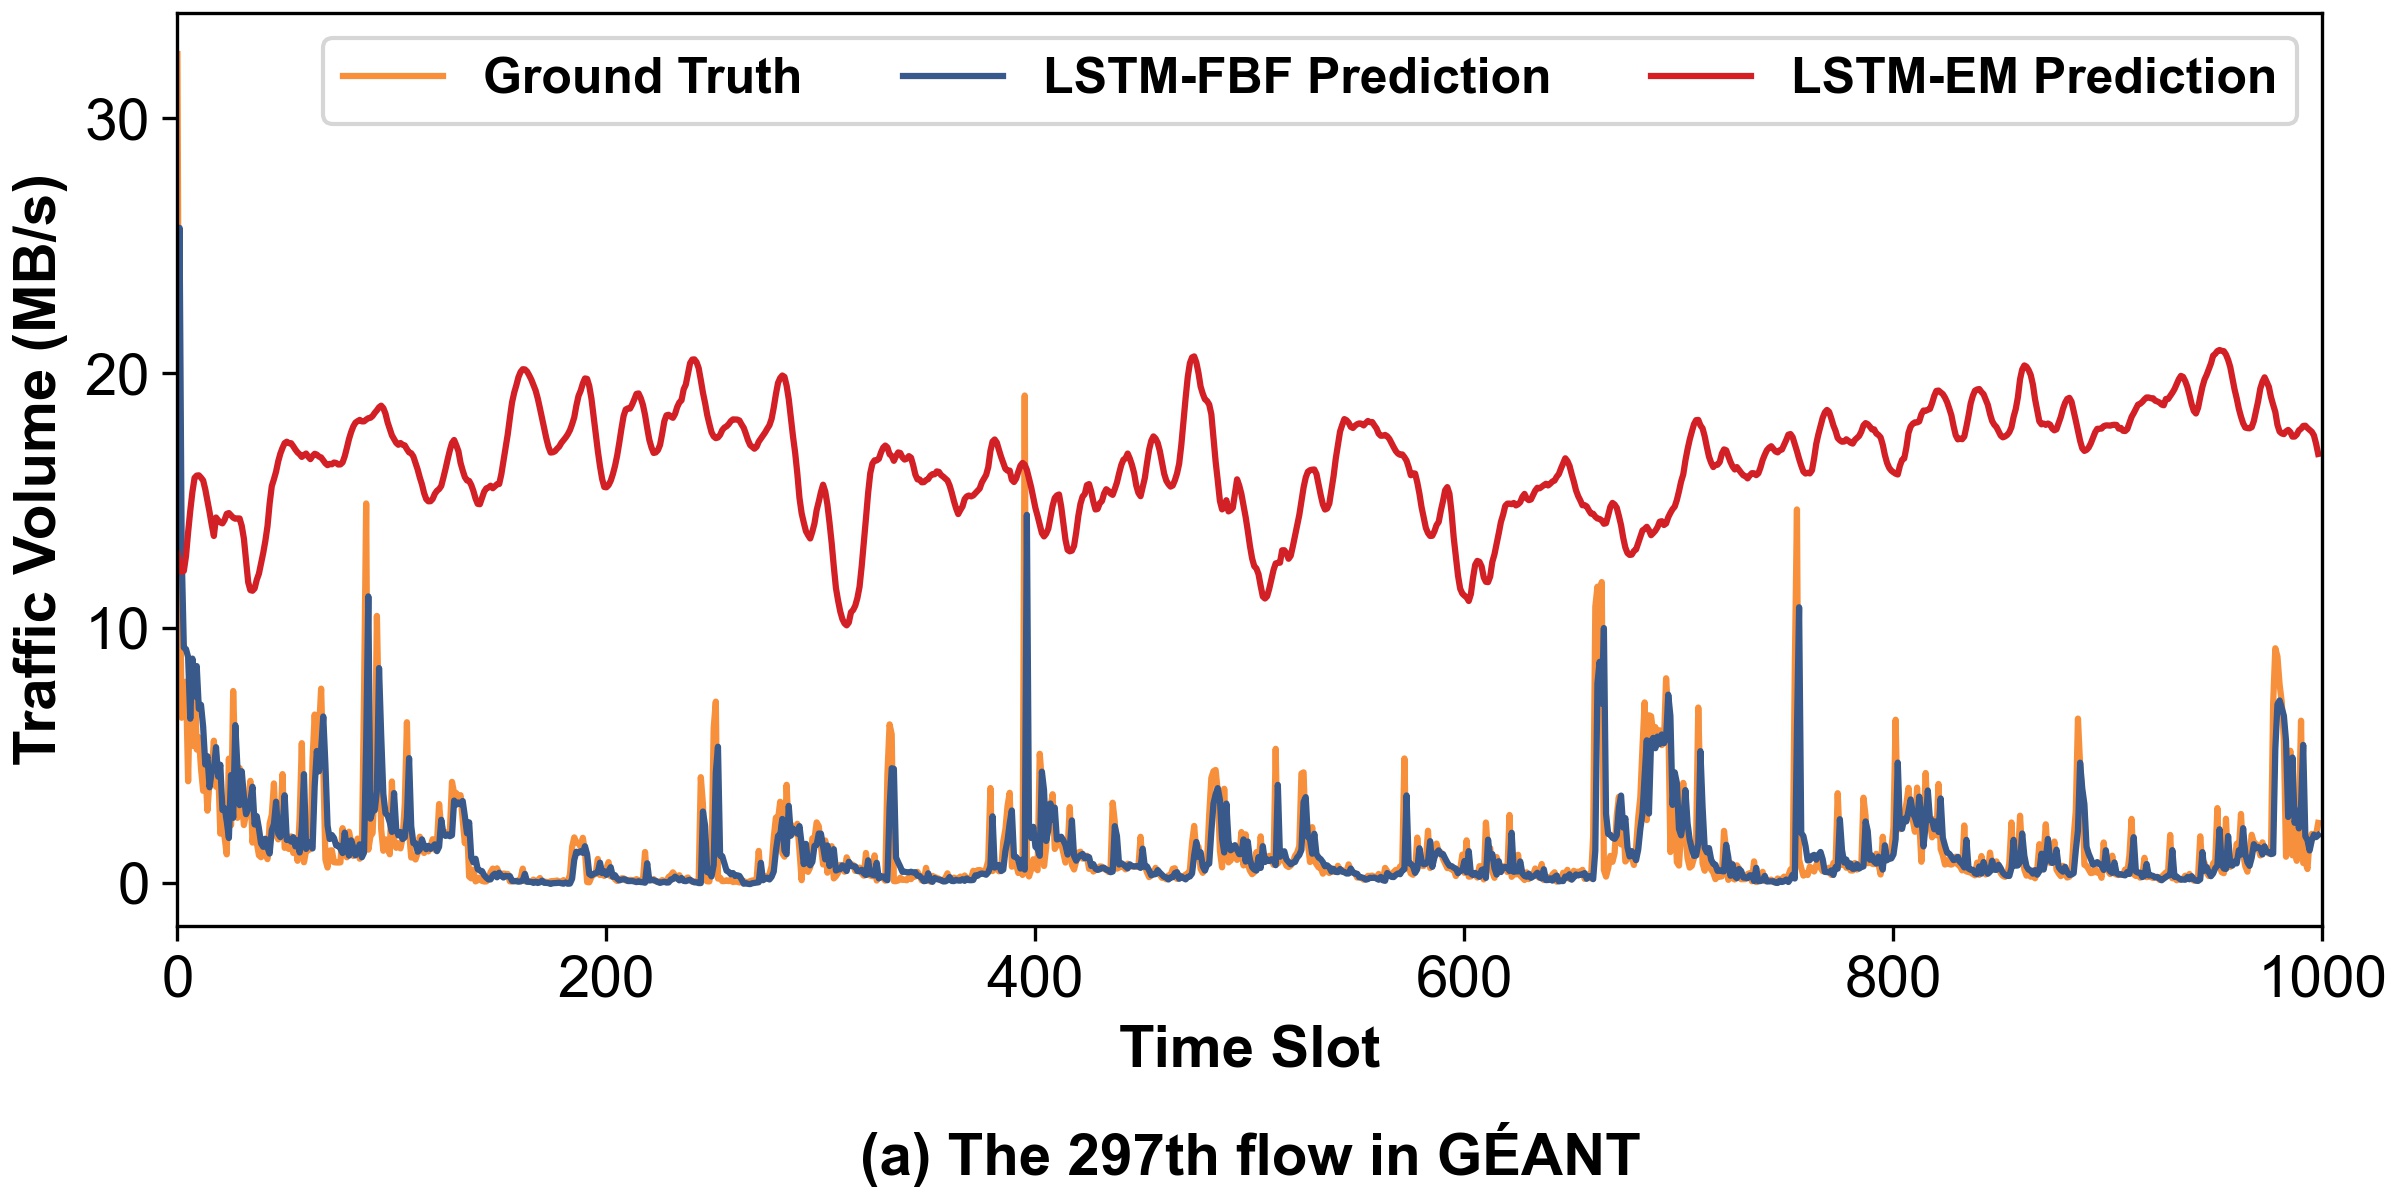 Ground Truth LSTM-FBF Prediction LSTM-EM Prediction
Traffic Volume (MB/s)
30
20
10
0
0 200 400 600 800 1000
Time Slot
(a) The 297th flow in GÉANT